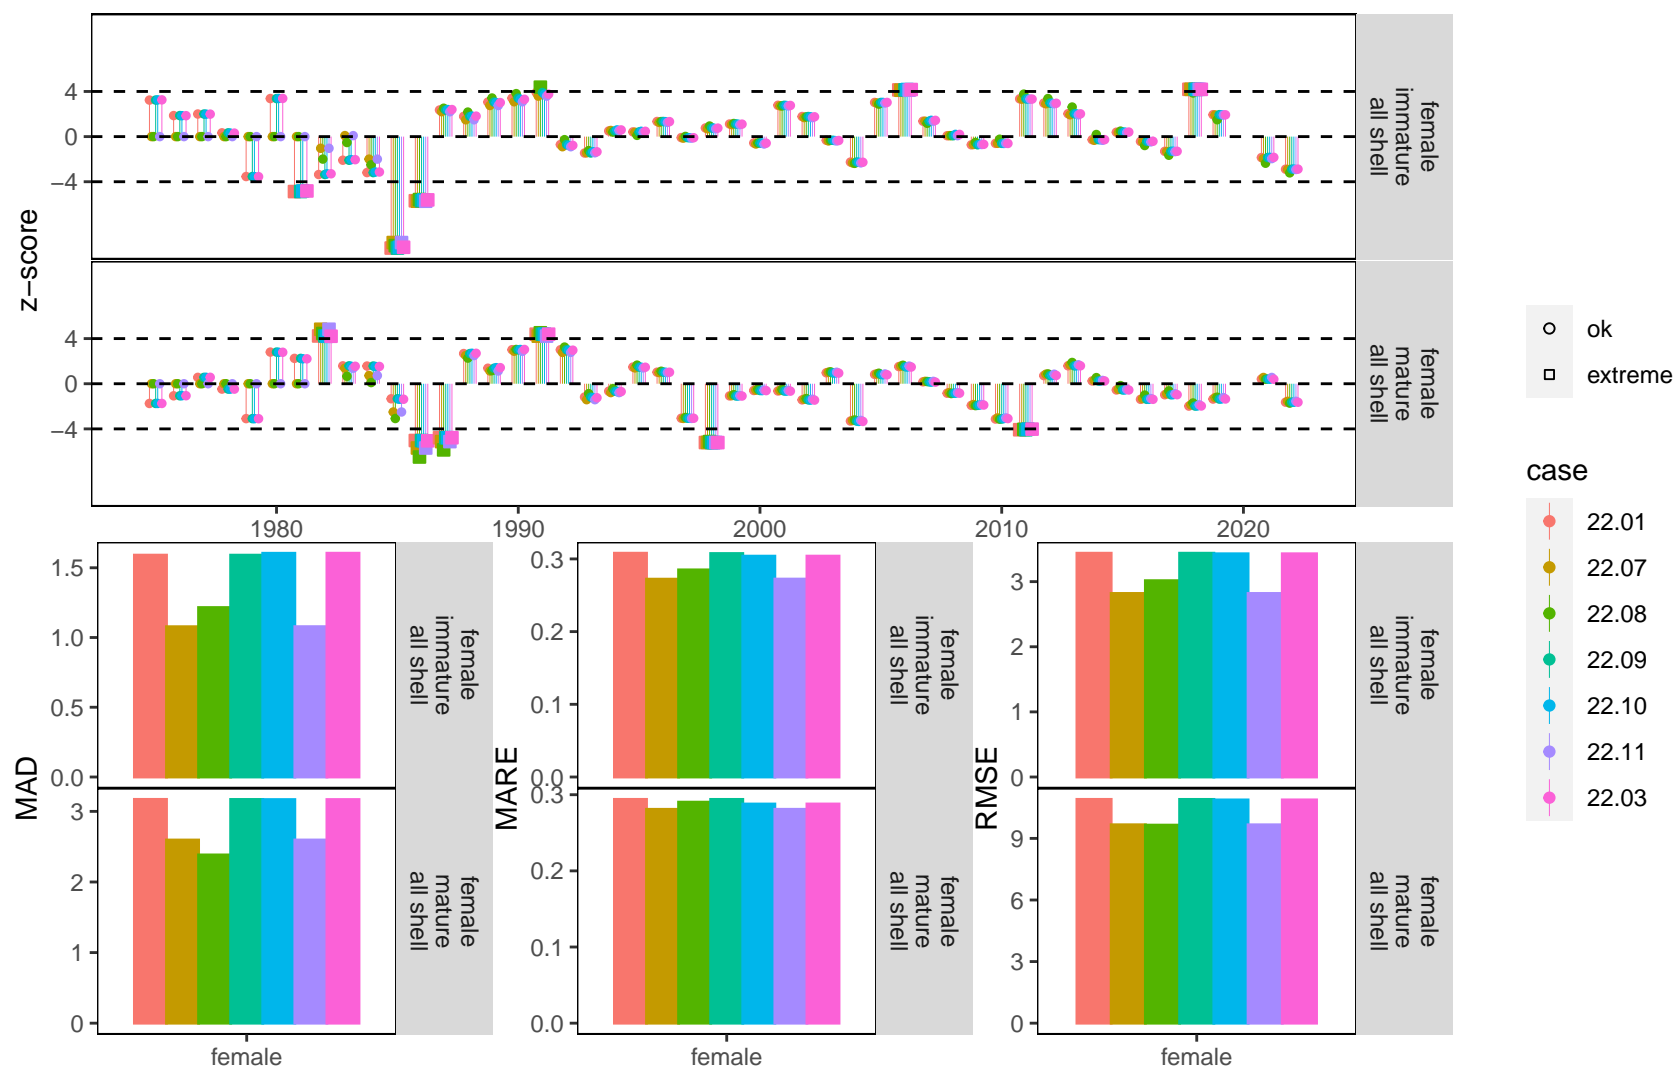 z−score
4
0
−4
female
immature
all shell
4
0
−4
female
mature
all shell
1980
1990
2000
2010
2020
MAD
1.5
1.0
0.5
0.0
female
immature
all shell
3
2
1
0
female
mature
all shell
female
MARE
0.3
0.2
0.1
0.0
female
immature
all shell
0.3
0.2
0.1
0.0
female
mature
all shell
female
RMSE
3
2
1
0
female
immature
all shell
9
6
3
0
female
mature
all shell
female
ok
extreme
case
22.01
22.07
22.08
22.09
22.10
22.11
22.03